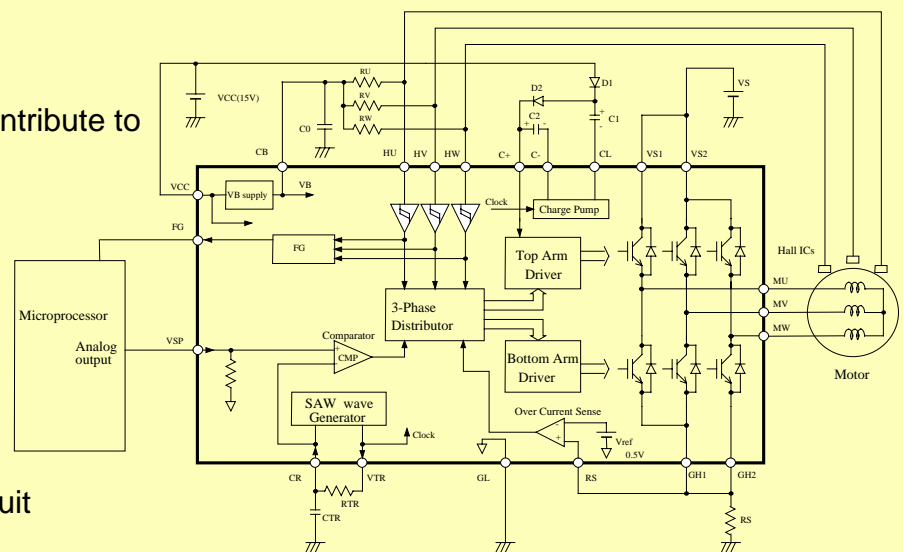 ntribute to
uit
VCC(15V)
RU
RV
RW
C0
D1
D2
C2
+
-
+
-
C1
VS
CB
HU
HV
HW
C+
C-
CL
VS1
VS2
VCC
VB supply
VB
Clock
Charge Pump
FG
FG
Top Arm
Driver
Hall ICs
MU
MV
MW
Motor
Microprocessor
Analog
output
3-Phase
Distributor
VSP
Comparator
+
CMP
-
Bottom Arm
Driver
SAW wave
Generator
Clock
Over Current Sense
-
+
Vref
0.5V
CR
VTR
GL
RS
GH1
GH2
RTR
CTR
RS